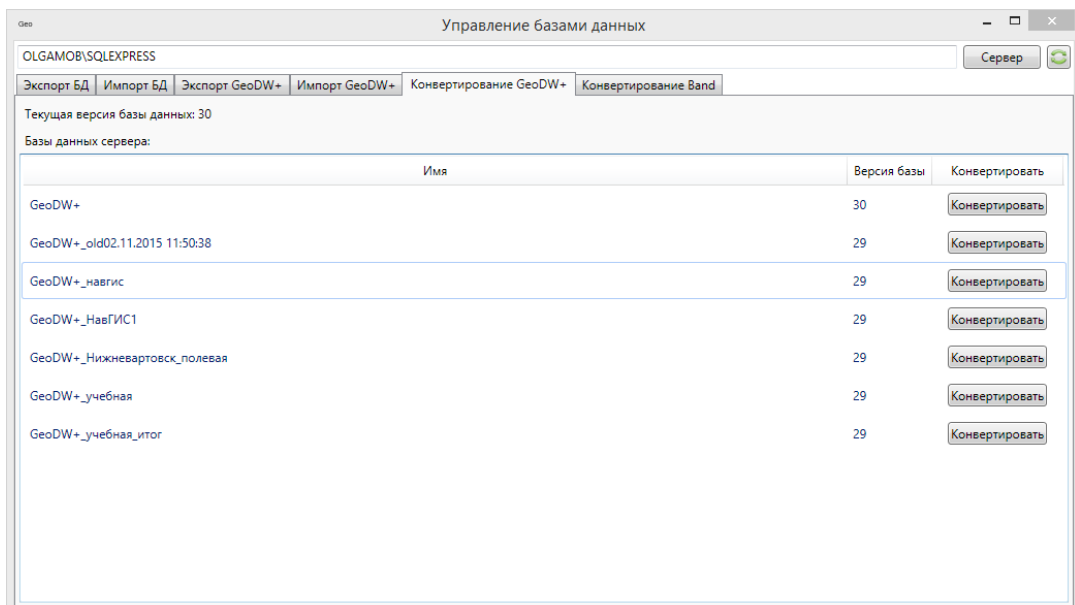 Geo Управление базами данных
OLGAMOB\SQLEXPRESS Сервер
Экспорт БД Импорт БД Экспорт GeoDW+ Импорт GeoDW+ Конвертирование GeoDW+ Конвертирование Band
Текущая версия базы данных: 30
Базы данных сервера:
Имя Версия базы Конвертировать
GeoDW+ 30 Конвертировать
GeoDW+_old02.11.2015 11:50:38 29 Конвертировать
GeoDW+_навгис 29 Конвертировать
GeoDW+_НавГИС1 29 Конвертировать
GeoDW+_Нижневартовск_полевая 29 Конвертировать
GeoDW+_учебная 29 Конвертировать
GeoDW+_учебная_итог 29 Конвертировать